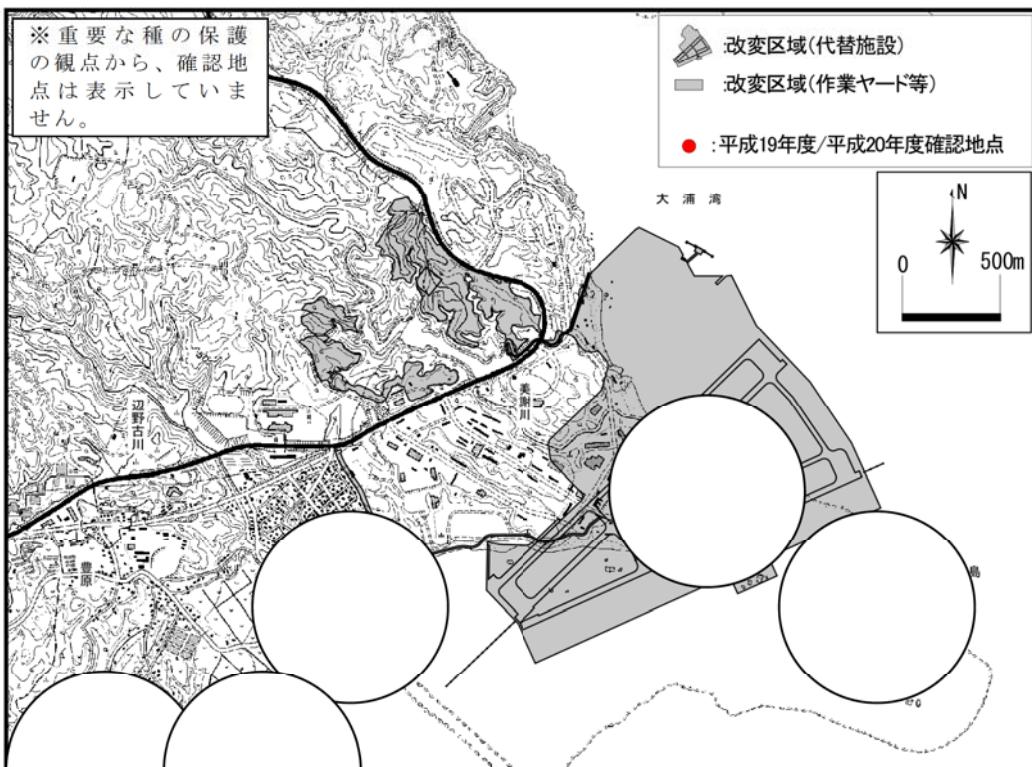 ※重要な種の保護
の観点から、確認地
点は表示していま
せん。
:改変区域(代替施設)
:改変区域(作業ヤード等)
:平成19年度/平成20年度確認地点
大浦湾
N
0 500m
辺野古川
美謝川
豊原
島